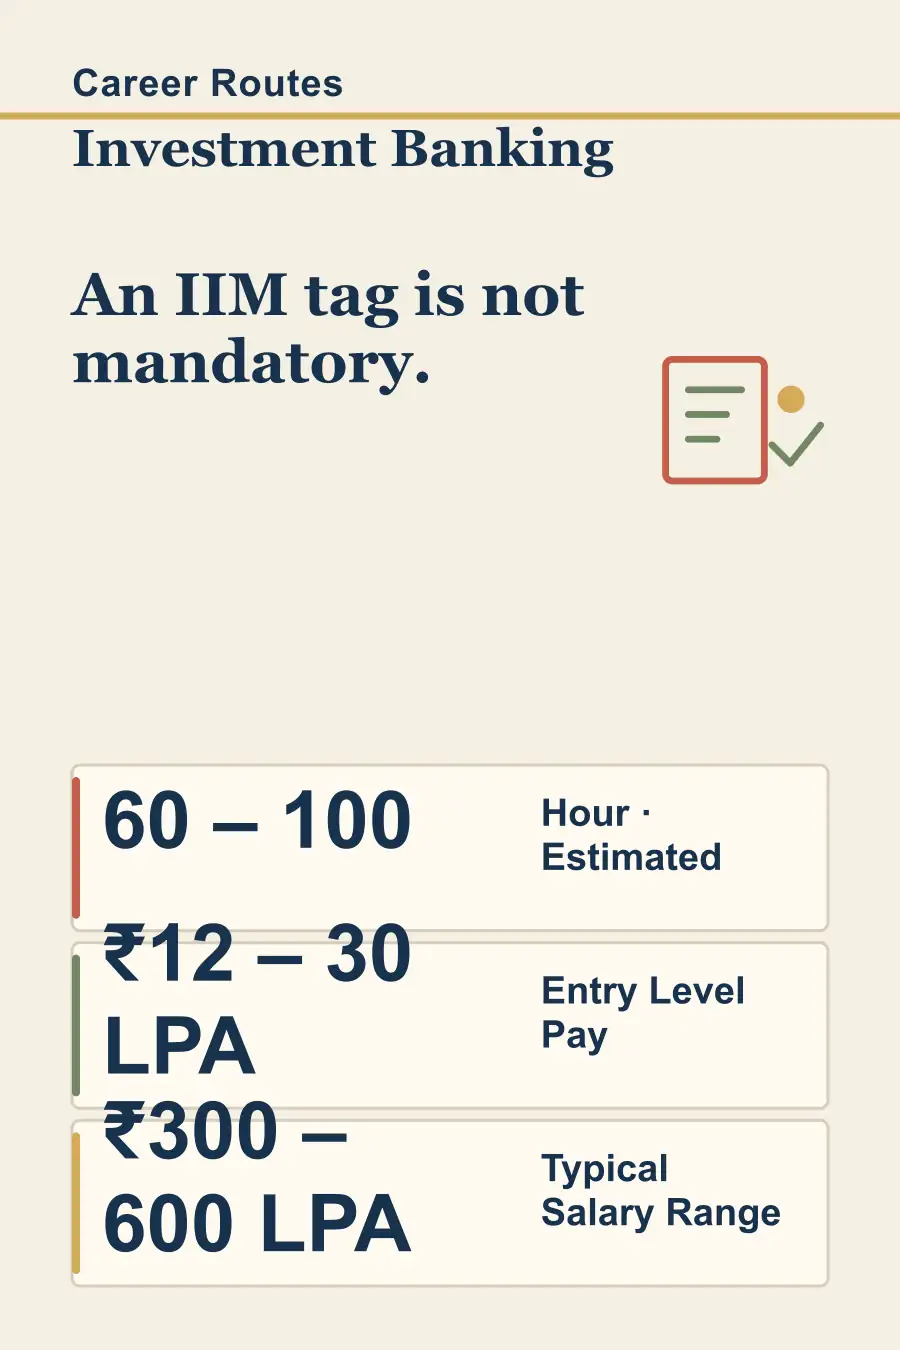 Career Routes
Investment Banking
An IIM tag is not
mandatory.
60 – 100
Hour ·
Estimated
₹12 – 30
LPA
Entry Level
Pay
₹300 –
600 LPA
Typical
Salary Range